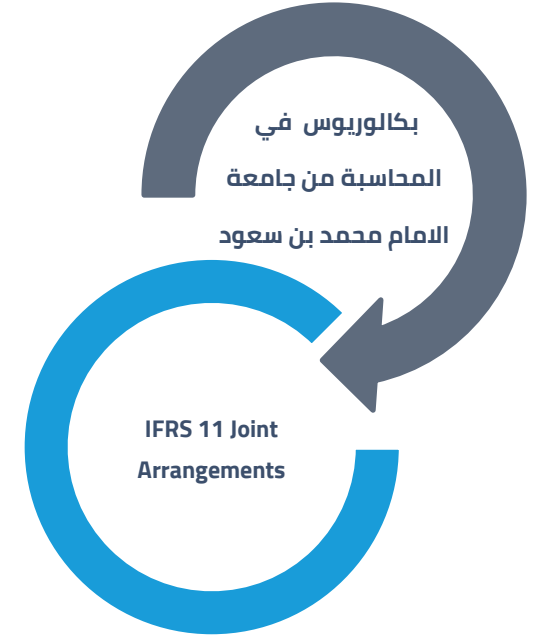 بكالوريوس في
المحاسبة من جامعة
الامام محمد بن سعود
IFRS 11 Joint
Arrangements